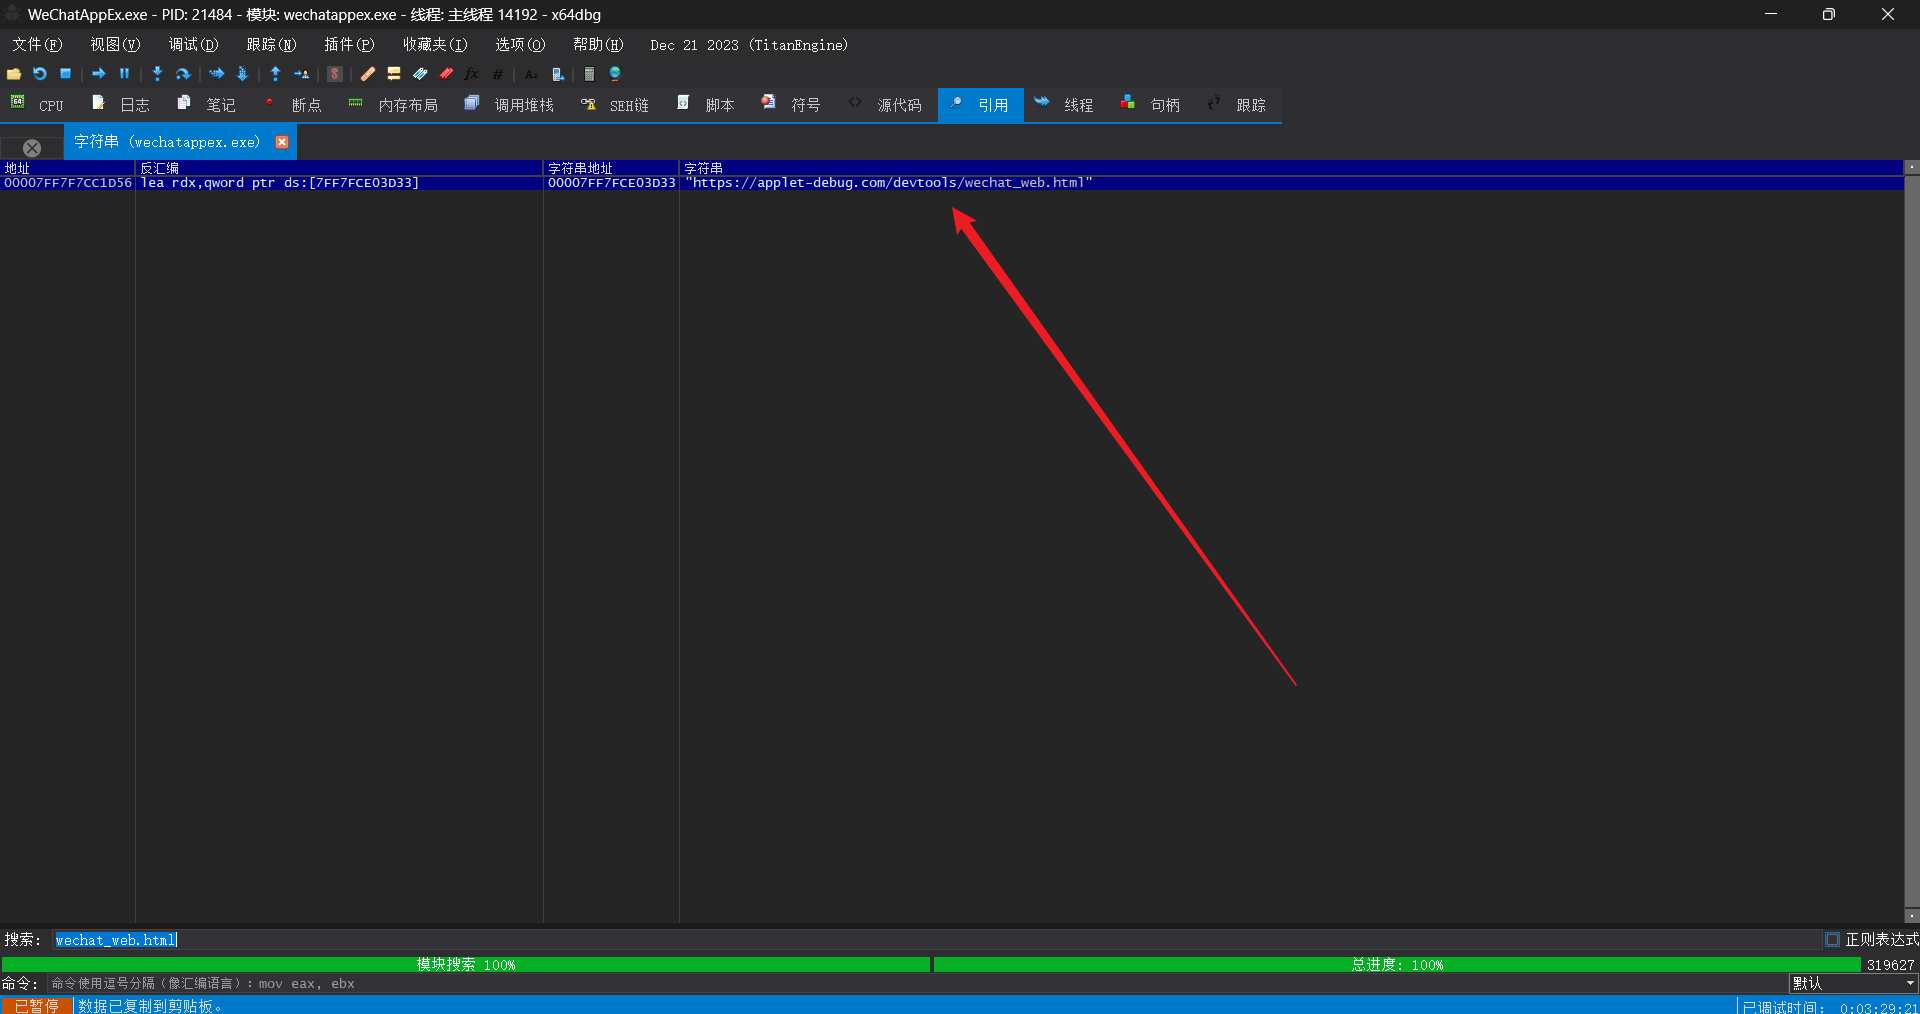 WeChatAppEx.exe - PID: 21484 - 模块: wechatappex.exe - 线程: 主线程 14192 - x64dbg
文件(F) 视图(V) 调试(D) 跟踪(N) 插件(P) 收藏夹(I) 选项(O) 帮助(H) Dec 21 2023 (TitanEngine)
CPU 日志 笔记 断点 内存布局 调用堆栈 SEH链 脚本 符号 源代码 引用 线程 句柄 跟踪
字符串 (wechatappex.exe)
地址 反汇编 字符串地址 字符串
00007FF7F7CC1D56 lea rdx,qword ptr ds:[7FF7FCE03D33] 00007FF7FCE03D33 "https://applet-debug.com/devtools/wechat_web.html"
搜索: wechat_web.html 正则表达式
模块搜索 100% 总进度: 100% 319627
命令: 命令使用逗号分隔（像汇编语言）: mov eax, ebx 默认
已暂停 数据已复制到剪贴板。 已调试时间: 0:03:29:21